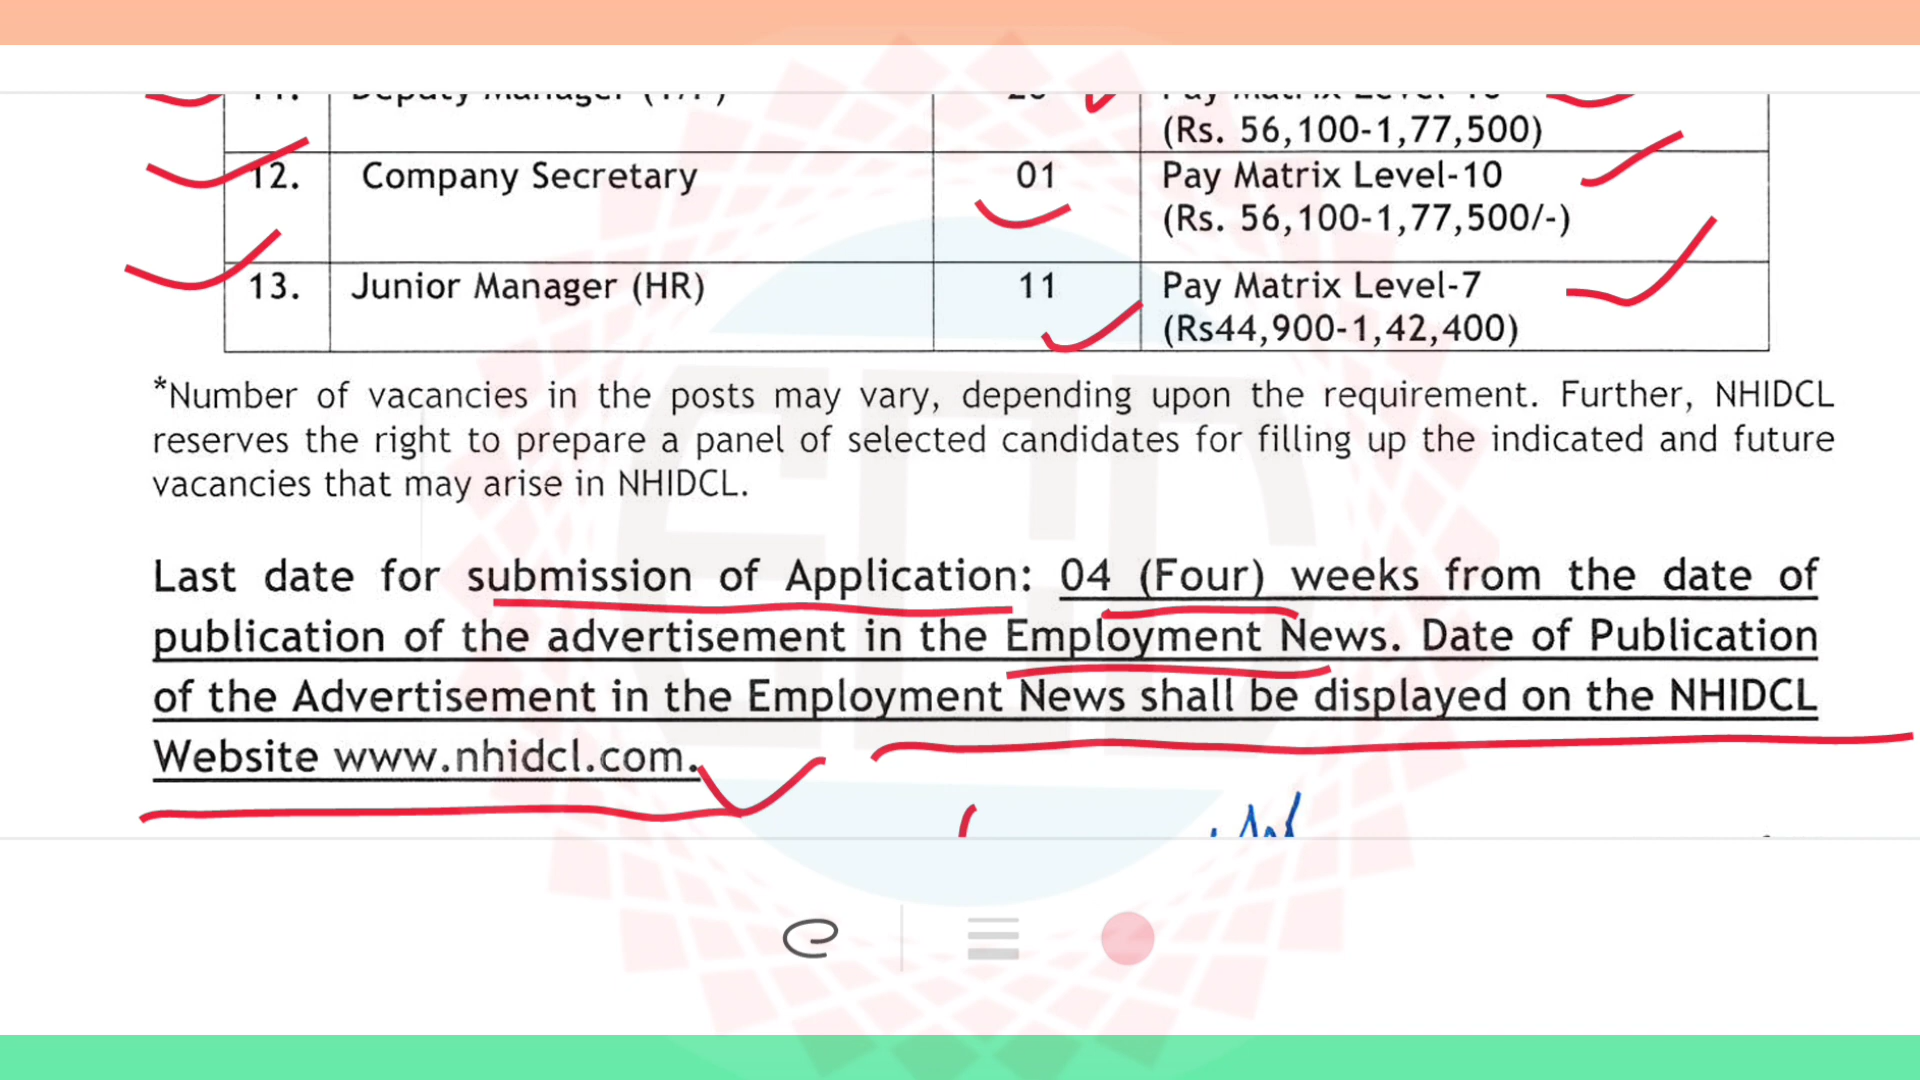 11. Deputy Manager (T/P)
(Rs. 56,100-1,77,500)
12. Company Secretary 01 Pay Matrix Level-10
(Rs. 56,100-1,77,500/-)
13. Junior Manager (HR) 11 Pay Matrix Level-7
(Rs44,900-1,42,400)
*Number of vacancies in the posts may vary, depending upon the requirement. Further, NHIDCL
reserves the right to prepare a panel of selected candidates for filling up the indicated and future
vacancies that may arise in NHIDCL.
Last date for submission of Application: 04 (Four) weeks from the date of
publication of the advertisement in the Employment News. Date of Publication
of the Advertisement in the Employment News shall be displayed on the NHIDCL
Website www.nhidcl.com.